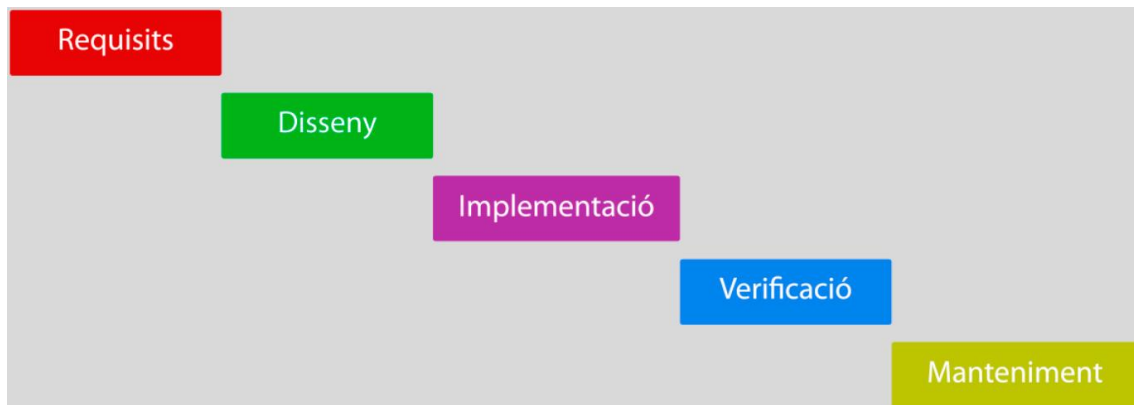 Requisits
Disseny
Implementació
Verificació
Manteniment